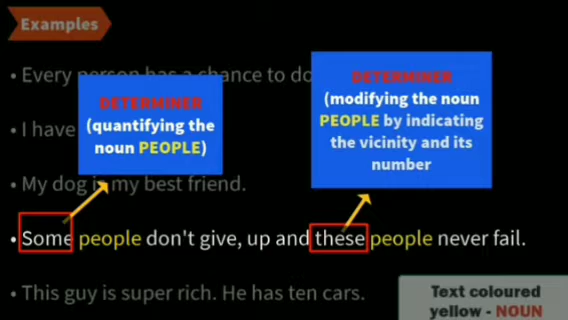 Examples
• Every person has a chance to do
DETERMINER
(quantifying the
noun PEOPLE)
DETERMINER
(modifying the noun
PEOPLE by indicating
the vicinity and its
number
• I have
• My dog is my best friend.
• Some people don't give, up and these people never fail.
• This guy is super rich. He has ten cars.
Text coloured
yellow - NOUN